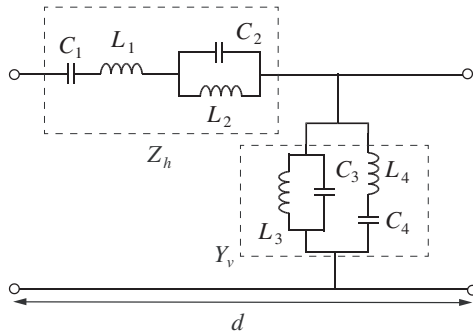 C₁ L₁ C₂
L₂
Zₕ
C₃ L₄
L₃ C₄
Yᵥ
d